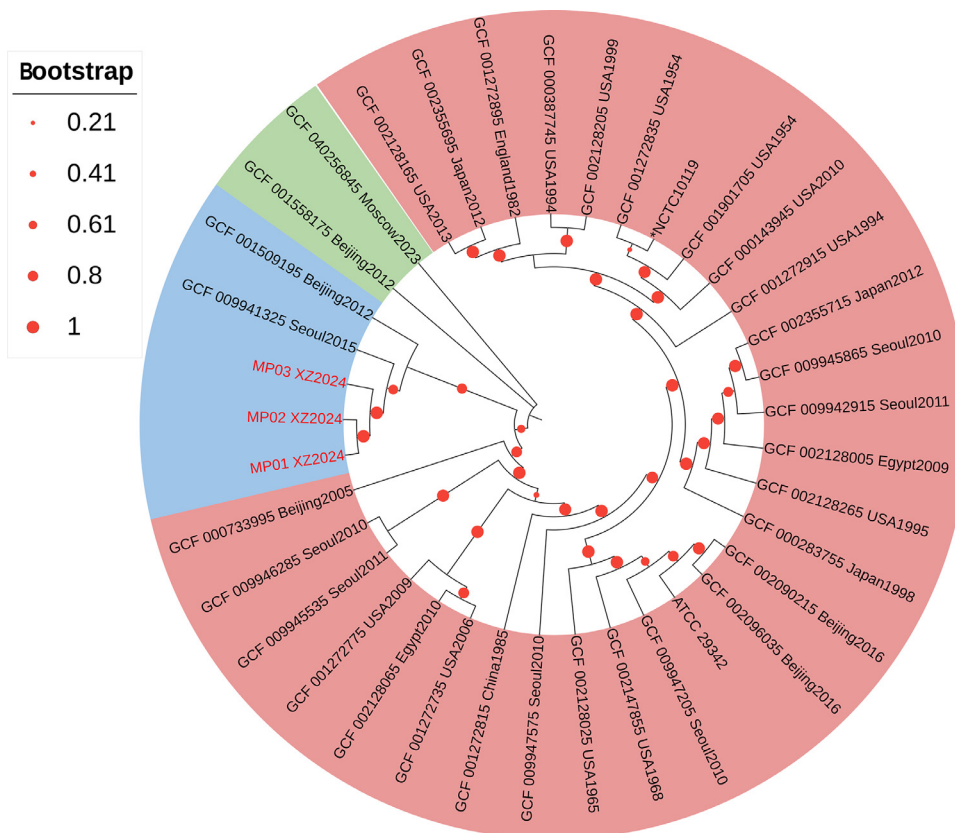 Bootstrap
0.21
0.41
0.61
0.8
1
GCF 002128165 USA2013
GCF 002355695 Japan2012
GCF 001272895 England1982
GCF 000387745 USA1994
GCF 002128205 USA1999
GCF 001272835 USA1954
*NCTC10119
GCF 001901705 USA1954
GCF 000143945 USA2010
GCF 001272915 USA1994
GCF 002355715 Japan2012
GCF 009945865 Seoul2010
GCF 009942915 Seoul2011
GCF 002128005 Egypt2009
GCF 002128265 USA1995
GCF 000283755 Japan1998
GCF 002090215 Beijing2016
GCF 002096035 Beijing2016
ATCC 29342
GCF 009947205 Seoul2010
GCF 002147855 USA1968
GCF 002128025 USA1965
GCF 009947575 Seoul2010
GCF 001272815 China1985
GCF 001272735 USA2006
GCF 002128065 Egypt2010
GCF 001272775 USA2009
GCF 009945535 Seoul2011
GCF 009946285 Seoul2010
GCF 000733995 Beijing2005
MP01 XZ2024
MP02 XZ2024
MP03 XZ2024
GCF 009941325 Seoul2015
GCF 001509195 Beijing2012
GCF 001558175 Beijing2012
GCF 040256845 Moscow2023